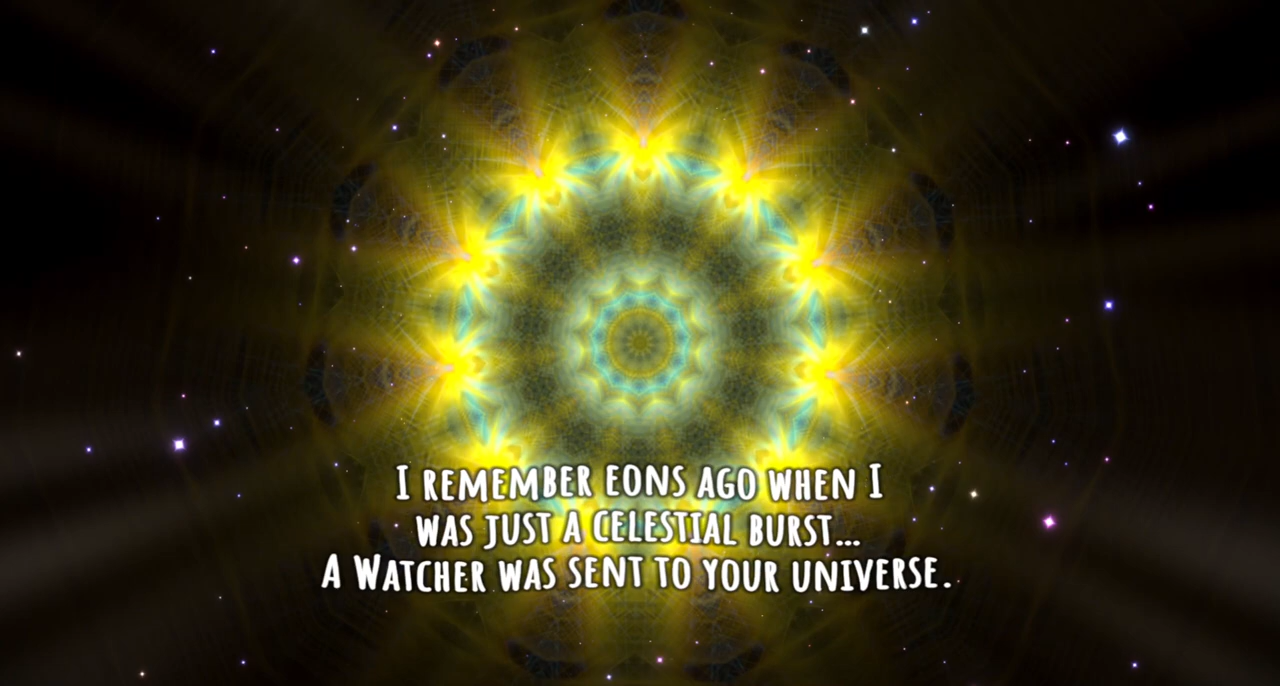 I REMEMBER EONS AGO WHEN I
WAS JUST A CELESTIAL BURST...
A WATCHER WAS SENT TO YOUR UNIVERSE.